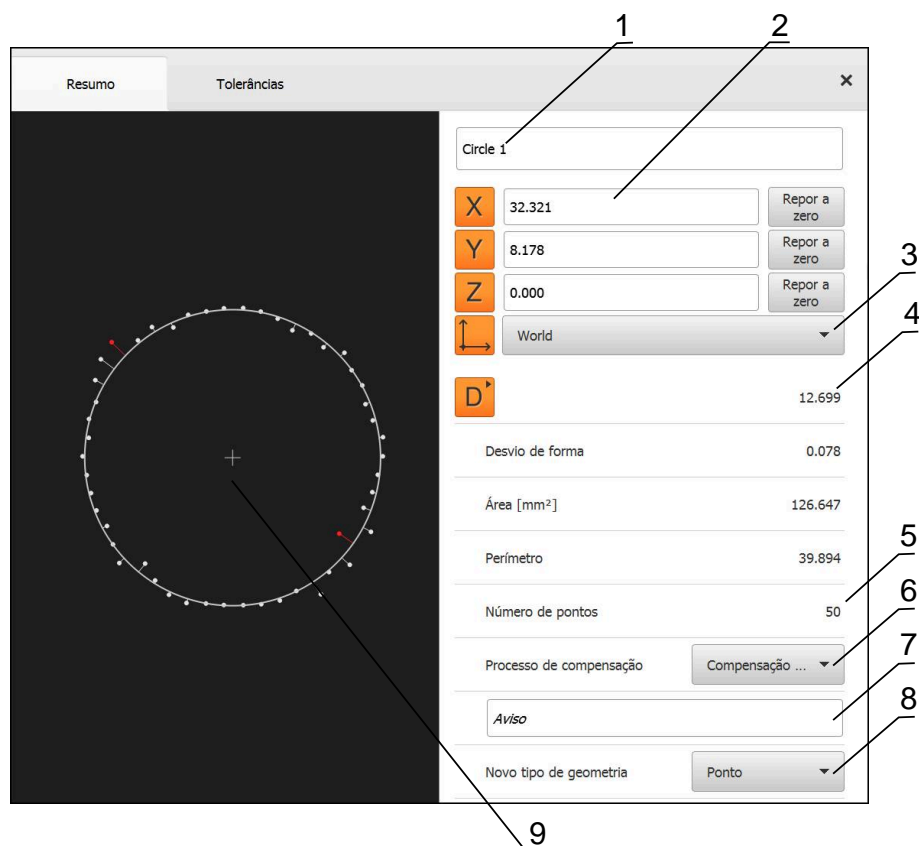 1
2
Resumo
Tolerâncias
×
Circle 1
X
32.321
Repor a
zero
Y
8.178
Repor a
zero
3
Z
0.000
Repor a
zero
4
World
D
12.699
Desvio de forma
0.078
Área [mm²]
126.647
5
Perímetro
39.894
6
Número de pontos
50
7
Processo de compensação
Compensação ...
8
Aviso
Novo tipo de geometria
Ponto
9